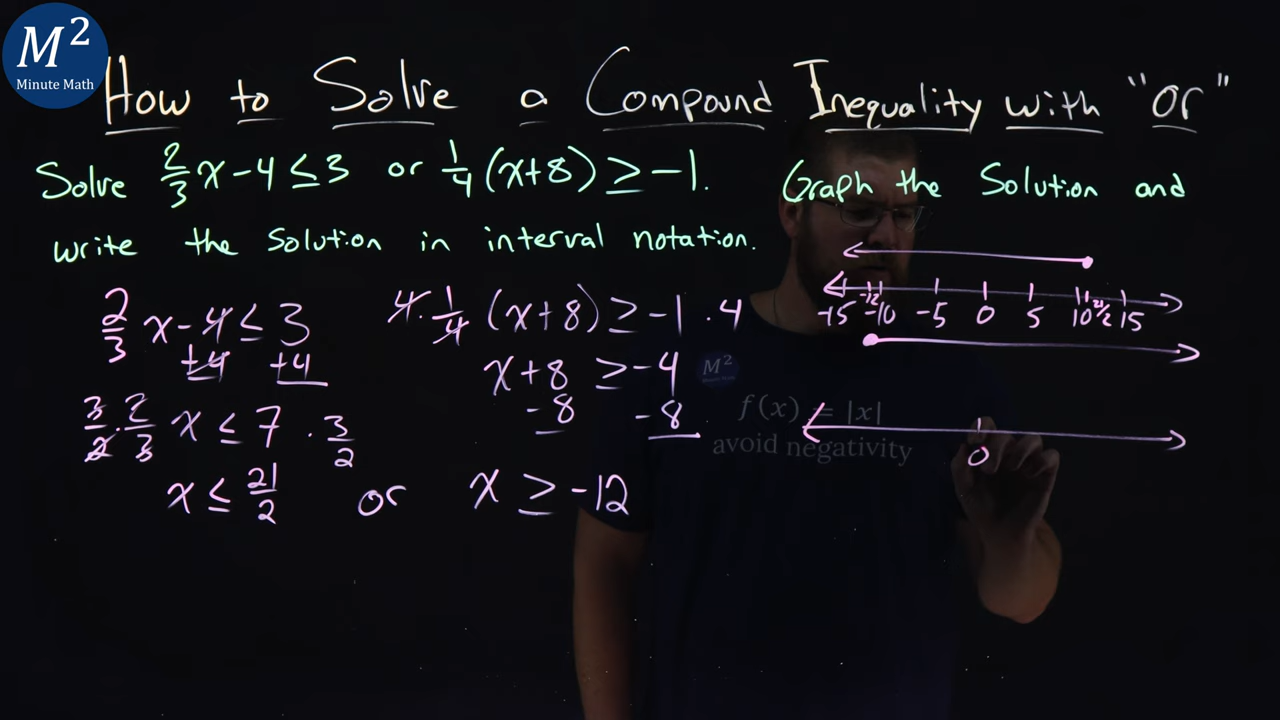 M²
Minute Math
How to Solve a Compound Inequality with "or"
Solve 2/3 x - 4 ≤ 3 or 1/4 (x+8) ≥ -1. Graph the Solution and
write the solution in interval notation.
2/3 x - 4 ≤ 3
+4 +4
3/2 · 2/3 x ≤ 7 · 3/2
x ≤ 21/2 or x ≥ -12
4 · 1/4 (x+8) ≥ -1 · 4
x+8 ≥ -4
-8 -8
-15 -12 -10 -5 0 5 10 21/2 15
M²
f(x) = |x|
avoid negativity
0